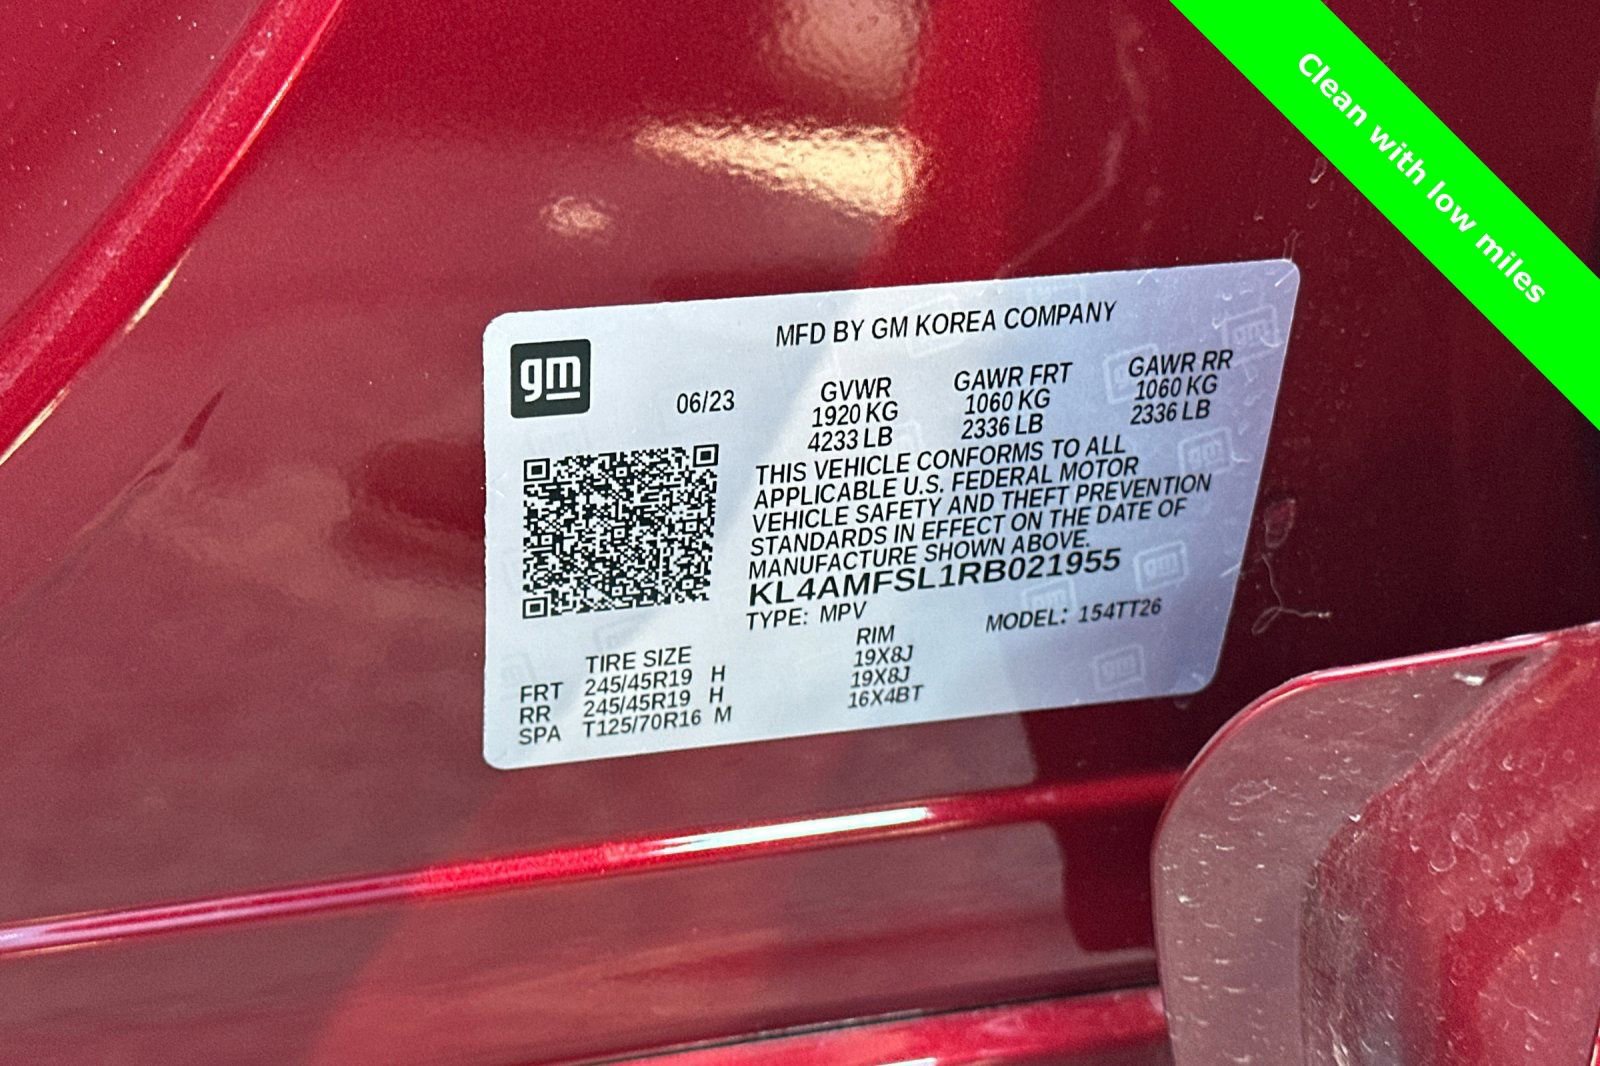 Clean with low miles
MFD BY GM KOREA COMPANY
gm
06/23
GVWR GAWR FRT GAWR RR
1920 KG 1060 KG 1060 KG
4233 LB 2336 LB 2336 LB
THIS VEHICLE CONFORMS TO ALL
APPLICABLE U.S. FEDERAL MOTOR
VEHICLE SAFETY AND THEFT PREVENTION
STANDARDS IN EFFECT ON THE DATE OF
MANUFACTURE SHOWN ABOVE.
KL4AMFSL1RB021955
TYPE: MPV MODEL: 154TT26
TIRE SIZE RIM
FRT 245/45R19 H 19X8J
RR 245/45R19 H 19X8J
SPA T125/70R16 M 16X4BT